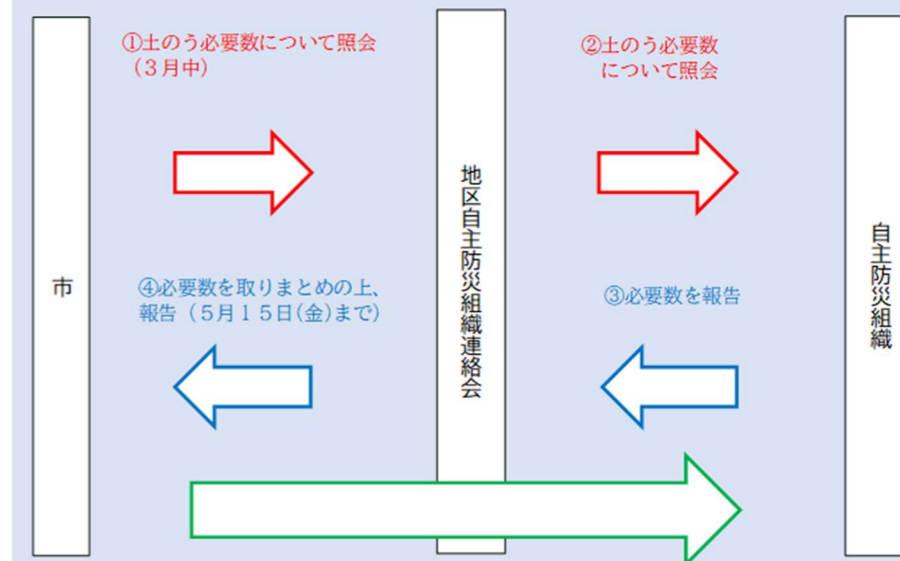 ①土のう必要数について照会
（３月中）
②土のう必要数
について照会
市
地区自主防災組織連絡会
自主防災組織
④必要数を取りまとめの上、
報告（５月１５日(金)まで）
③必要数を報告